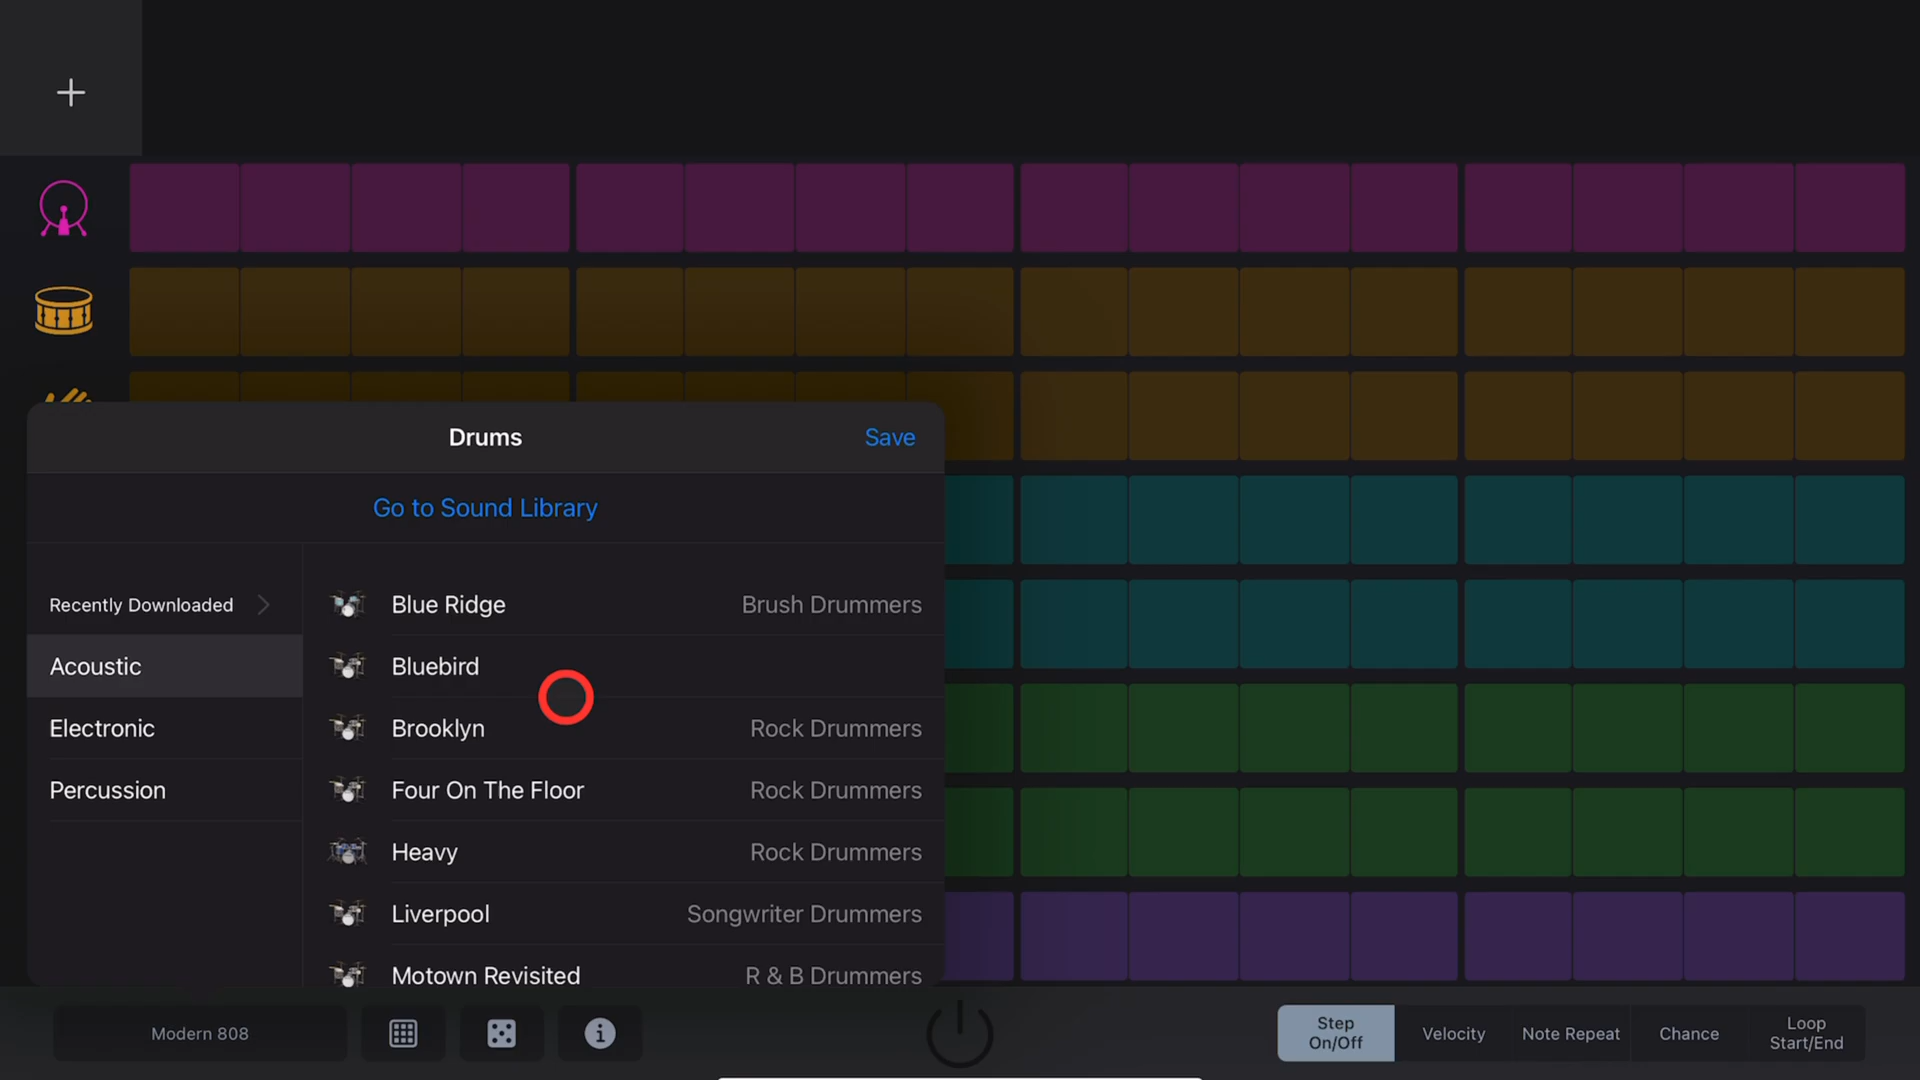 Drums
Save
Go to Sound Library
Recently Downloaded
Acoustic
Electronic
Percussion
Blue Ridge Brush Drummers
Bluebird
Brooklyn Rock Drummers
Four On The Floor Rock Drummers
Heavy Rock Drummers
Liverpool Songwriter Drummers
Motown Revisited R & B Drummers
Modern 808
Step
On/Off
Velocity
Note Repeat
Chance
Loop
Start/End